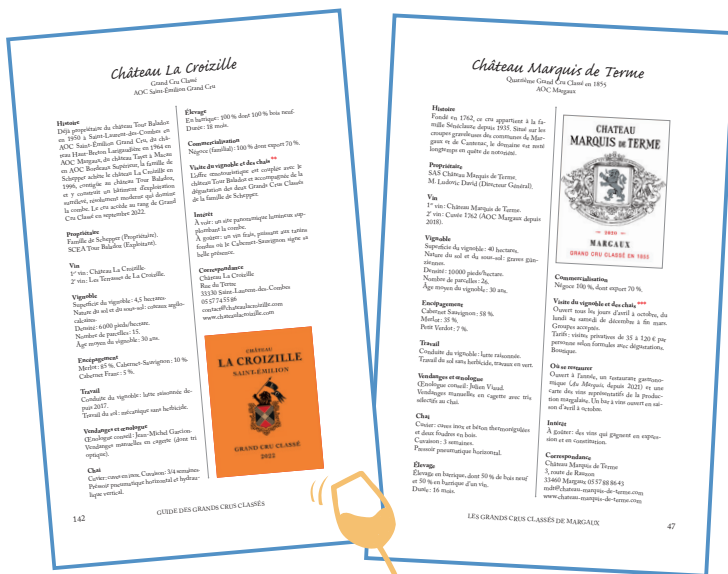 Château La Croizille
Grand Cru Classé
AOC Saint-Émilion Grand Cru
Histoire
Déjà propriétaire du château Tour Baladoz
en 1950 à Saint-Laurent-des-Combes en
AOC Saint-Émilion Grand Cru, du châ-
teau Haut-Breton Larigaudière en 1964 en
AOC Margaux, du château Tayet à Macau
en AOC Bordeaux Supérieur, la famille de
Schepper achète le château La Croizille en
1996, contigüe au château Tour Baladoz,
et y construit un bâtiment d'exploitation
surélevé, résolument moderne qui domine
la combe. Le cru accède au rang de Grand
Cru Classé en septembre 2022.
Propriétaire
Famille de Schepper (Propriétaire).
SCEA Tour Baladoz (Exploitant).
Vin
1er vin : Château La Croizille.
2e vin : Les Terrasses de La Croizille.
Vignoble
Superficie du vignoble : 4,5 hectares.
Nature du sol et du sous-sol : coteaux argilo-
calcaires.
Densité : 6000 pieds/hectare.
Nombre de parcelles : 15.
Âge moyen du vignoble : 30 ans.
Encépagement
Merlot : 85 %, Cabernet-Sauvignon : 10 %
Cabernet Franc : 5 %.
Travail
Conduite du vignoble : lutte raisonnée de-
puis 2017.
Travail du sol : mécanique sans herbicide.
Vendanges et œnologue
Œnologue conseil : Jean-Michel Garcion.
Vendanges manuelles en cagette (dont tri
optique).
Chai
Cuvier : cuves en inox. Cuvaison : 3/4 semaines.
Pressoir pneumatique horizontal et hydrau-
lique vertical.
Élevage
En barrique : 100 % dont 100 % bois neuf.
Durée : 18 mois.
Commercialisation
Négoce (familial) : 100 % dont export 70 %.
Visite du vignoble et des chais **
L'offre œnotouristique est couplée avec le
château Tour Baladoz et accompagnée de la
dégustation des deux Grands Crus Classés
de la famille de Schepper.
Intérêt
À voir : un site panoramique lumineux sur-
plombant la combe.
À goûter : un vin frais, puissant aux tanins
fondus où le Cabernet-Sauvignon signe sa
belle présence.
Correspondance
Château La Croizille
Rue du Tertre
33330 Saint-Laurent-des-Combes
05 57 74 55 86
contact@chateaulacroizille.com
www.chateaulacroizille.com
CHÂTEAU
LA CROIZILLE
SAINT-ÉMILION
GRAND CRU CLASSÉ
2022
142
GUIDE DES GRANDS CRUS CLASSÉS
Château Marquis de Terme
Quatrième Grand Cru Classé en 1855
AOC Margaux
Histoire
Fondé en 1762, ce cru appartient à la fa-
mille Sénéclauze depuis 1935. Situé sur les
croupes graveleuses des communes de Mar-
gaux et de Cantenac, le domaine est resté
longtemps en quête de notoriété.
Propriétaire
SAS Château Marquis de Terme.
M. Ludovic David (Directeur Général).
Vin
1er vin : Château Marquis de Terme.
2e vin : Cuvée 1762 (AOC Margaux depuis
2018).
Vignoble
Superficie du vignoble : 40 hectares.
Nature du sol et du sous-sol : graves gün-
ziennes.
Densité : 10000 pieds/hectare.
Nombre de parcelles : 26.
Âge moyen du vignoble : 30 ans.
Encépagement
Cabernet Sauvignon : 58 %.
Merlot : 35 %.
Petit Verdot : 7 %.
Travail
Conduite du vignoble : lutte raisonnée.
Travail du sol sans herbicide, travaux en vert.
Vendanges et œnologue
Œnologue conseil : Julien Viaud.
Vendanges manuelles en cagette avec tris
sélectifs au chai.
Chai
Cuvier : cuves inox et béton thermorégulées
et deux foudres en bois.
Cuvaison : 3 semaines.
Pressoir pneumatique horizontal.
Élevage
Élevage en barrique, dont 50 % de bois neuf
et 50 % en barrique d'un vin.
Durée : 16 mois.
CHATEAU
MARQUIS DE TERME
MARGAUX
GRAND CRU CLASSÉ EN 1855
Commercialisation
Négoce 100 %, dont export 70 %.
Visite du vignoble et des chais ***
Ouvert tous les jours d'avril à octobre, du
lundi au samedi de décembre à fin mars.
Groupes acceptés.
Tarifs : visites privatives de 35 à 120 € par
personne selon formules avec dégustations.
Boutique.
Où se restaurer
Ouvert à l'année, un restaurant gastrono-
mique (Au Marquis, depuis 2021) et une
carte des vins représentatifs de la produc-
tion margalaise. Un bar à vins ouvert en sai-
son d'avril à octobre.
Intérêt
À goûter : des vins qui gagnent en expres-
sion et en constitution.
Correspondance
Château Marquis de Terme
3, route de Rauzan
33460 Margaux 05 57 88 86 43
mdt@chateau-marquis-de-terme.com
www.chateau-marquis-de-terme.com
LES GRANDS CRUS CLASSÉS DE MARGAUX
47